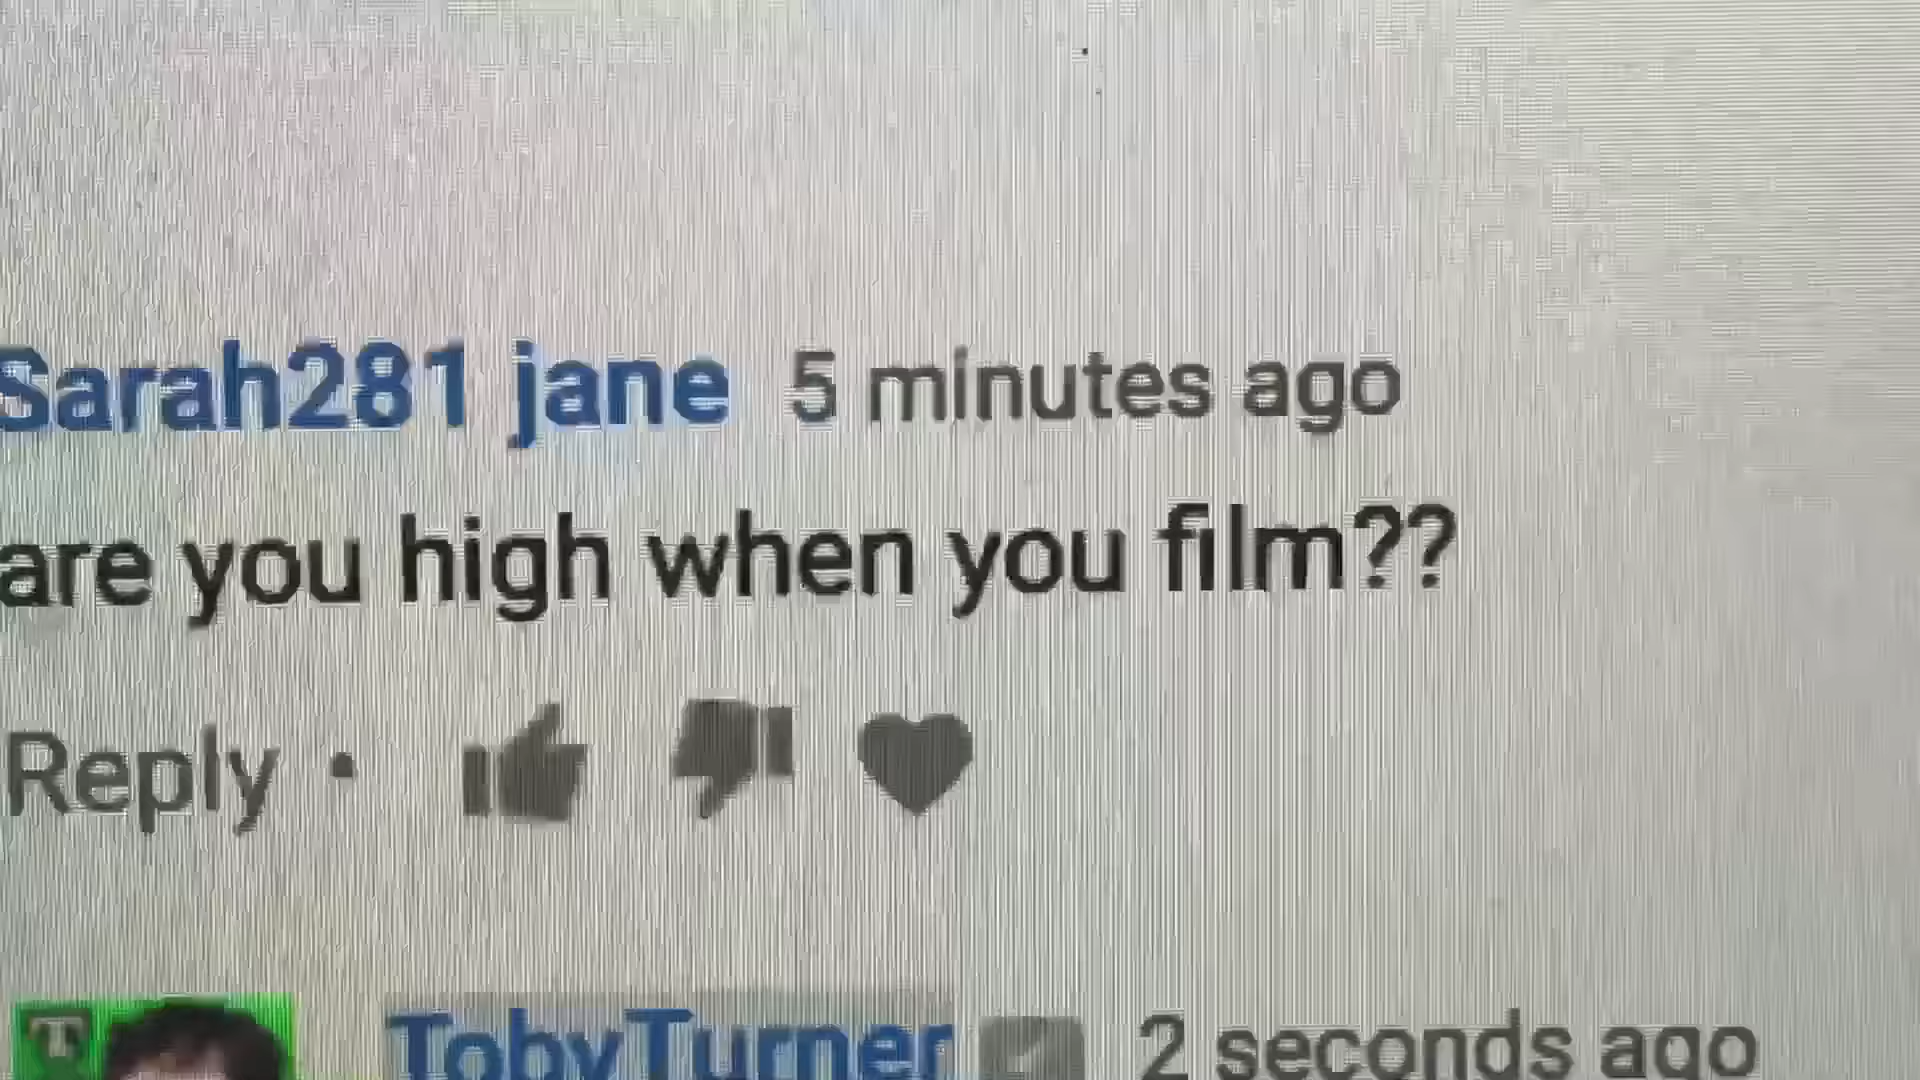 Sarah281 jane 5 minutes ago
are you high when you film??
Reply •
T
TobyTurner 2 seconds ago